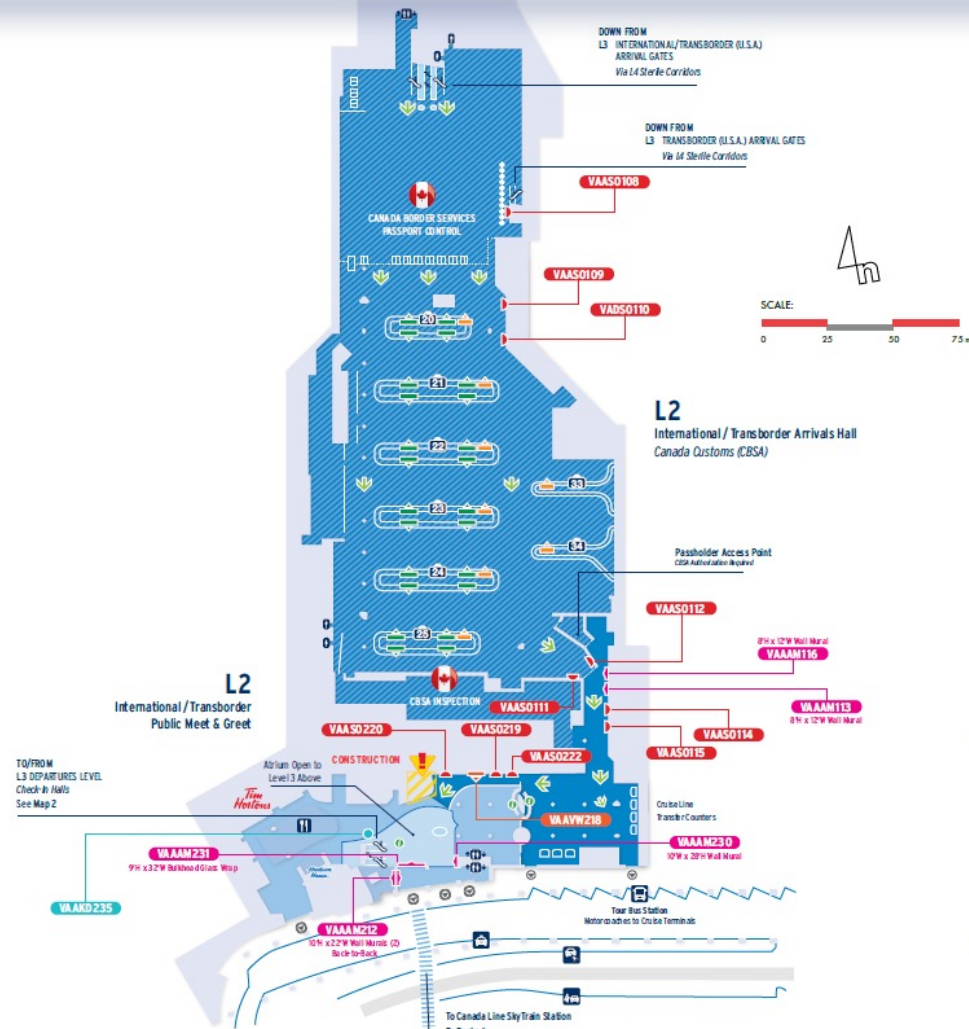 DOWN FROM
L3 INTERNATIONAL/TRANSBORDER (U.S.A.)
ARRIVAL GATES
Via L4 Sterile Corridors
DOWN FROM
L3 TRANSBORDER (U.S.A.) ARRIVAL GATES
Via L4 Sterile Corridors
VAAS0108
CANADA BORDER SERVICES
PASSPORT CONTROL
n
VAAS0109
VADS0110
SCALE:
0 25 50 75 m
20
21
22
23
24
25
33
34
L2
International / Transborder Arrivals Hall
Canada Customs (CBSA)
Passholder Access Point
CBSA Authorization Required
VAAS0112
8'H x 12'W Wall Mural
VAAAM116
VAAAM113
8'H x 12'W Wall Mural
CBSA INSPECTION
VAAS0111
VAAS0114
VAAS0115
L2
International / Transborder
Public Meet & Greet
VAAS0220
VAAS0219
VAAS0222
CONSTRUCTION
!
TO/FROM
L3 DEPARTURES LEVEL
Check-In Halls
See Map 2
Atrium Open to
Level 3 Above
Tim
Hortons
VAAVW218
Cruise Line
Transfer Counters
VAAAM231
9'H x 32'W Bulkhead Glass Wrap
VAAAM230
10'W x 28'H Wall Mural
VAAKD235
VAAAM212
10'H x 22'W Wall Murals (2)
Back-to-Back
Tour Bus Station
Motorcoaches to Cruise Terminals
To Canada Line SkyTrain Station